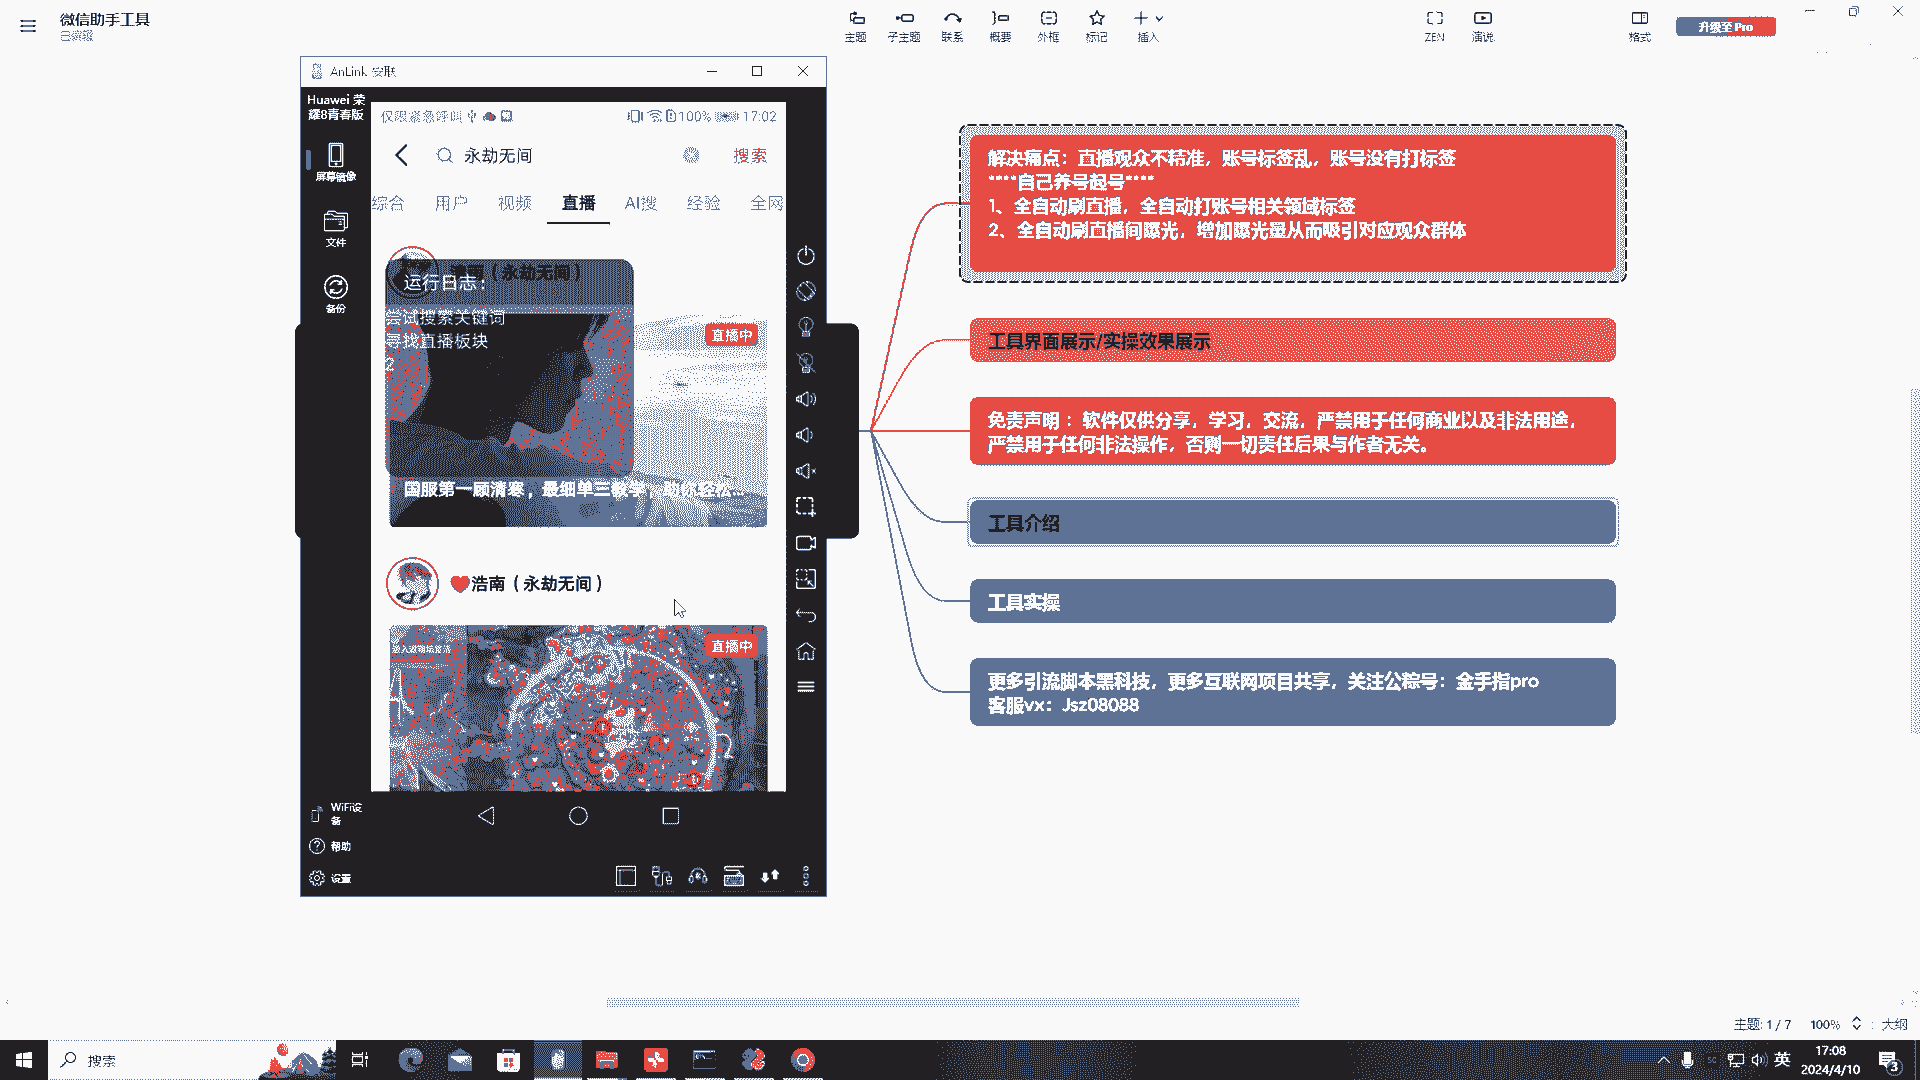 微信助手工具
已编辑
主题
子主题
联系
概要
外框
标记
插入
ZEN
演说
格式
升级至 Pro
AnLink 安联
Huawei 荣
耀8青春版
屏幕镜像
文件
备份
仅限紧急呼叫
100%
17:02
永劫无间
搜索
综合
用户
视频
直播
AI搜
经验
全网
（永劫无间）
运行日志：
尝试搜索关键词
寻找直播板块
2
直播中
国服第一顾清寒，最细单三教学，助你轻松...
浩南（永劫无间）
直播中
WiFi设
备
帮助
设置
解决痛点：直播观众不精准，账号标签乱，账号没有打标签
****自己养号起号****
1、全自动刷直播，全自动打账号相关领域标签
2、全自动刷直播间曝光，增加曝光量从而吸引对应观众群体
工具界面展示/实操效果展示
免责声明：软件仅供分享，学习，交流，严禁用于任何商业以及非法用途，
严禁用于任何非法操作，否则一切责任后果与作者无关。
工具介绍
工具实操
更多引流脚本黑科技，更多互联网项目共享，关注公粽号：金手指pro
客服vx：Jsz08088
主题: 1 / 7
100%
大纲
搜索
英
17:08
2024/4/10
3